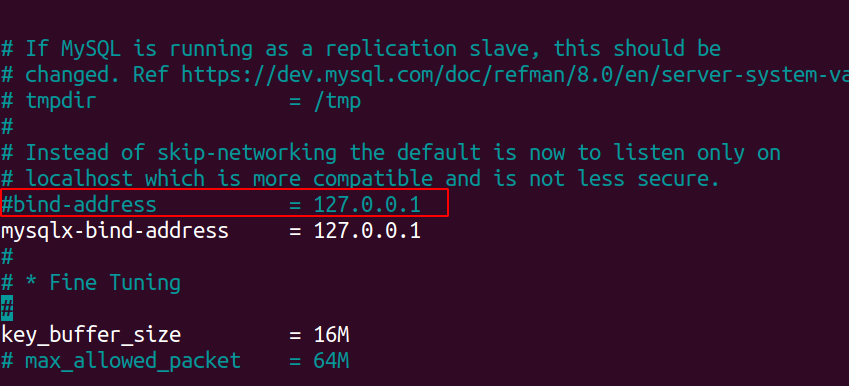 # If MySQL is running as a replication slave, this should be
# changed. Ref https://dev.mysql.com/doc/refman/8.0/en/server-system-va
# tmpdir = /tmp
#
# Instead of skip-networking the default is now to listen only on
# localhost which is more compatible and is not less secure.
#bind-address = 127.0.0.1
mysqlx-bind-address = 127.0.0.1
#
# * Fine Tuning
#
key_buffer_size = 16M
# max_allowed_packet = 64M